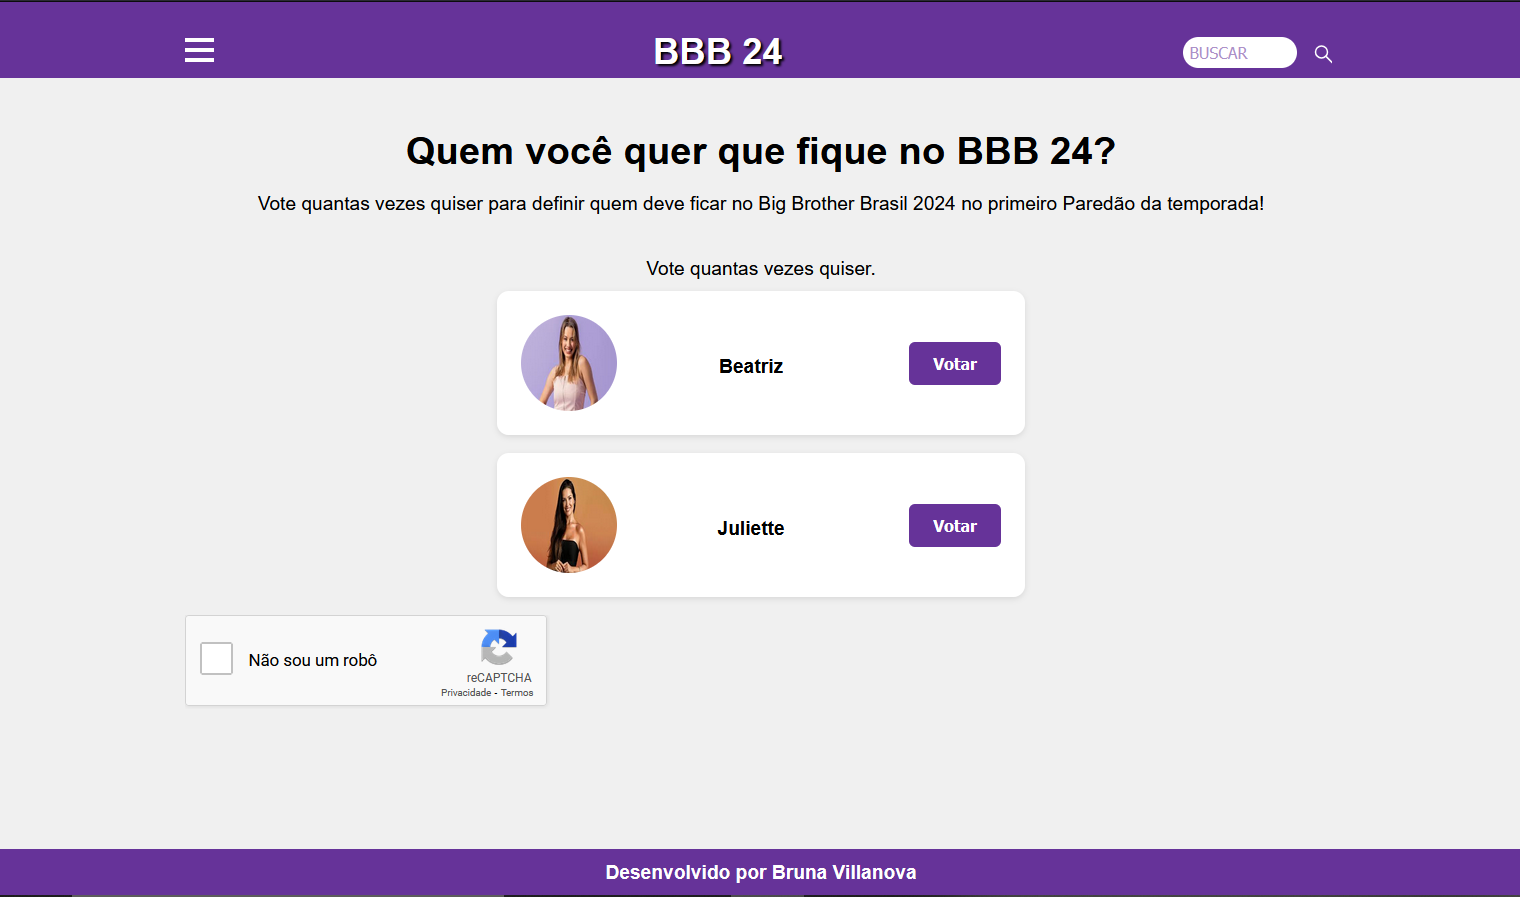 BBB 24
BUSCAR
Quem você quer que fique no BBB 24?
Vote quantas vezes quiser para definir quem deve ficar no Big Brother Brasil 2024 no primeiro Paredão da temporada!
Vote quantas vezes quiser.
Beatriz
Votar
Juliette
Votar
Não sou um robô
reCAPTCHA
Privacidade - Termos
Desenvolvido por Bruna Villanova